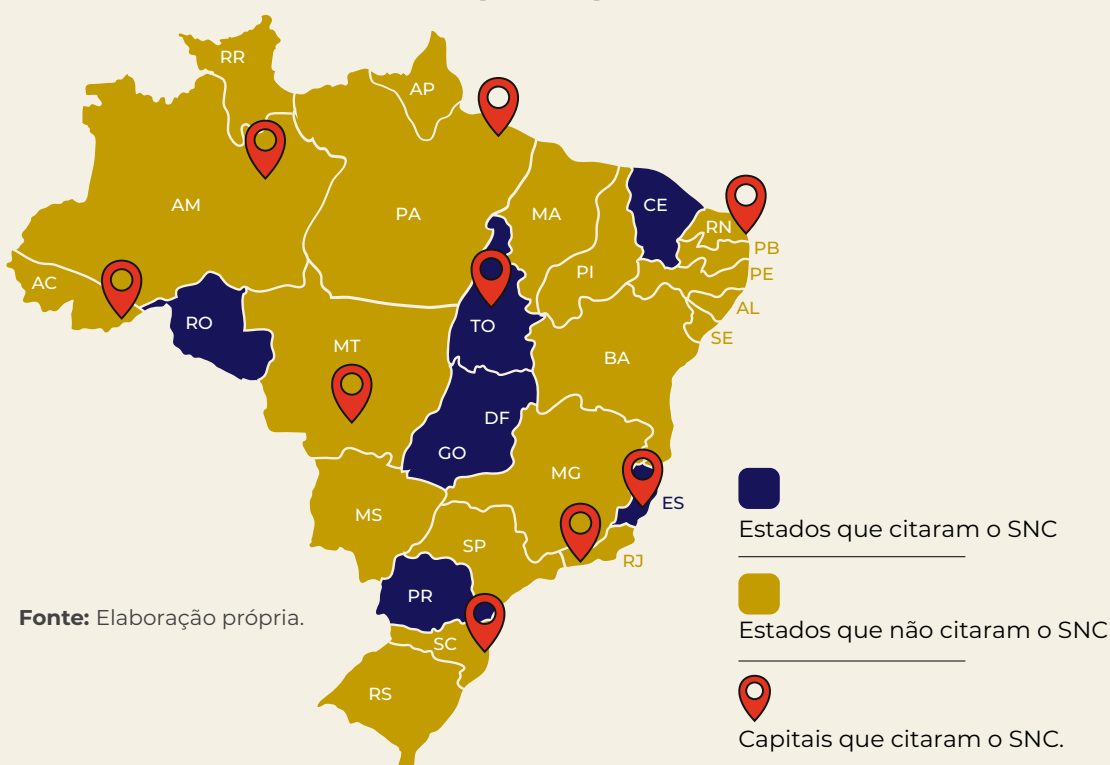 RR
AP
AM
PA
MA
CE
RN
PB
PI
PE
AC
AL
RO
TO
SE
MT
BA
DF
GO
MG
ES
MS
SP
RJ
PR
SC
RS
Fonte: Elaboração própria.
Estados que citaram o SNC
Estados que não citaram o SNC
Capitais que citaram o SNC.